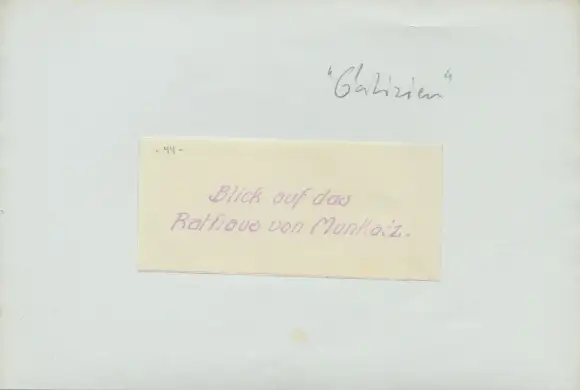 "Galizien"
- 44 -
Blick auf das
Rathaus von Munkacz.